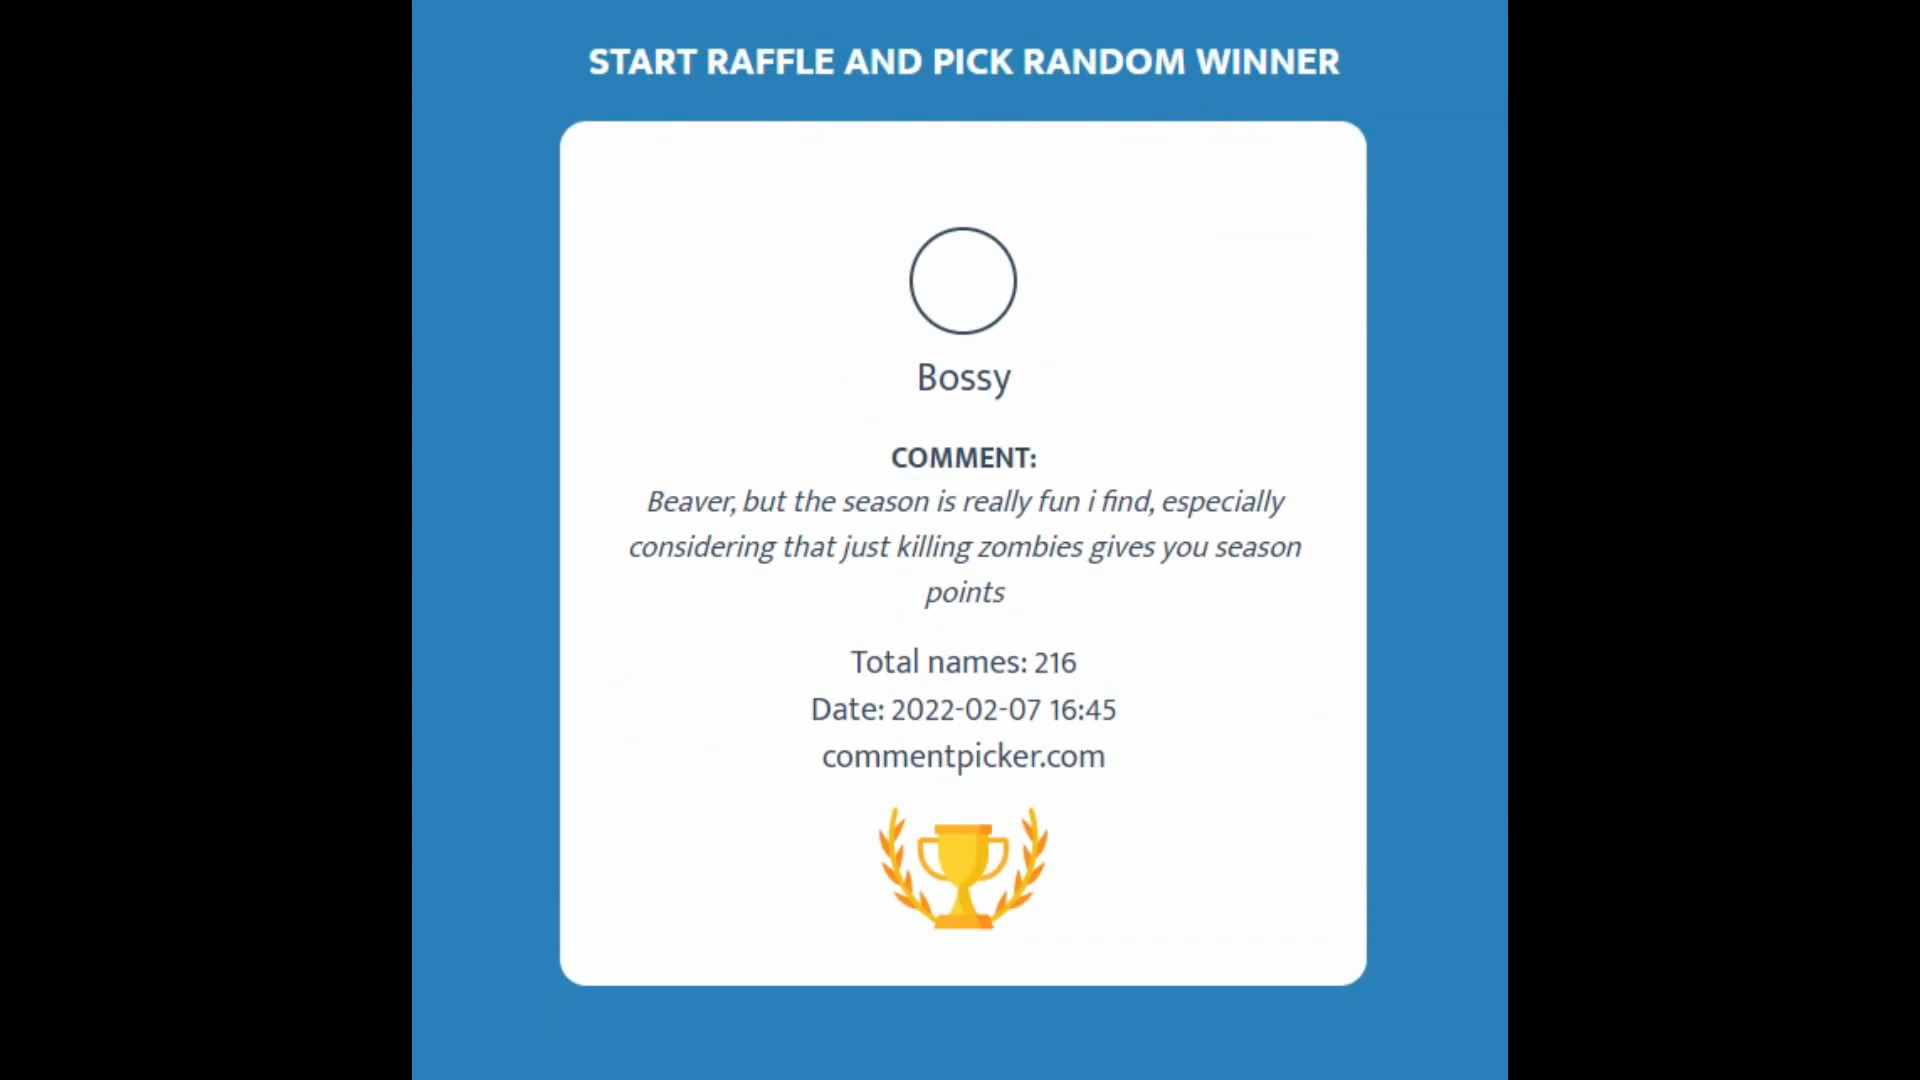 START RAFFLE AND PICK RANDOM WINNER
Bossy
COMMENT:
Beaver, but the season is really fun i find, especially
considering that just killing zombies gives you season
points
Total names: 216
Date: 2022-02-07 16:45
commentpicker.com